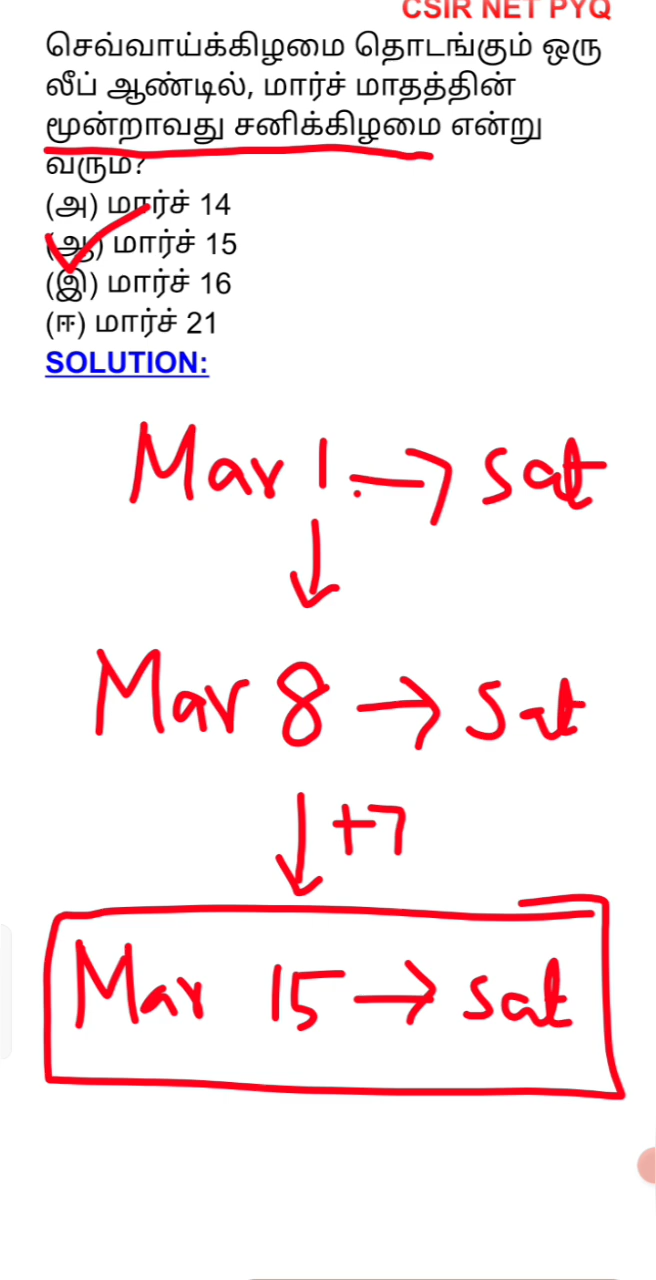 CSIR NET PYQ
செவ்வாய்க்கிழமை தொடங்கும் ஒரு
லீப் ஆண்டில், மார்ச் மாதத்தின்
மூன்றாவது சனிக்கிழமை என்று
வரும்?
(அ) மார்ச் 14
(ஆ) மார்ச் 15
(இ) மார்ச் 16
(ஈ) மார்ச் 21
SOLUTION:
Mar 1 → Sat
↓
Mar 8 → Sat
↓ +7
Mar 15 → Sat